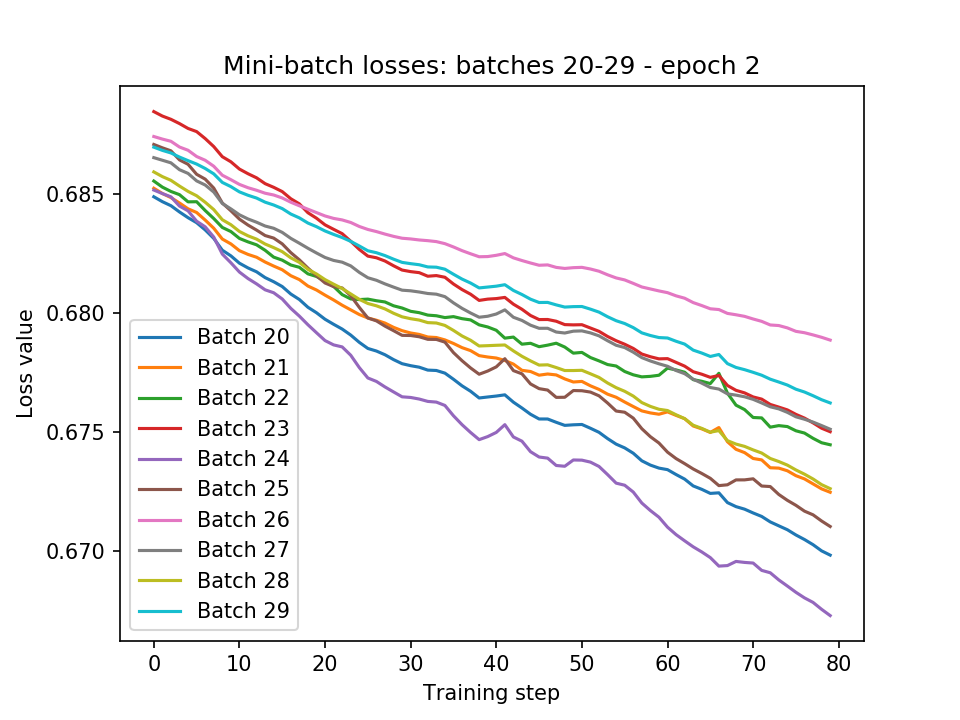 Mini-batch losses: batches 20-29 - epoch 2
Loss value
0.685
0.680
0.675
0.670
Batch 20
Batch 21
Batch 22
Batch 23
Batch 24
Batch 25
Batch 26
Batch 27
Batch 28
Batch 29
0 10 20 30 40 50 60 70 80
Training step